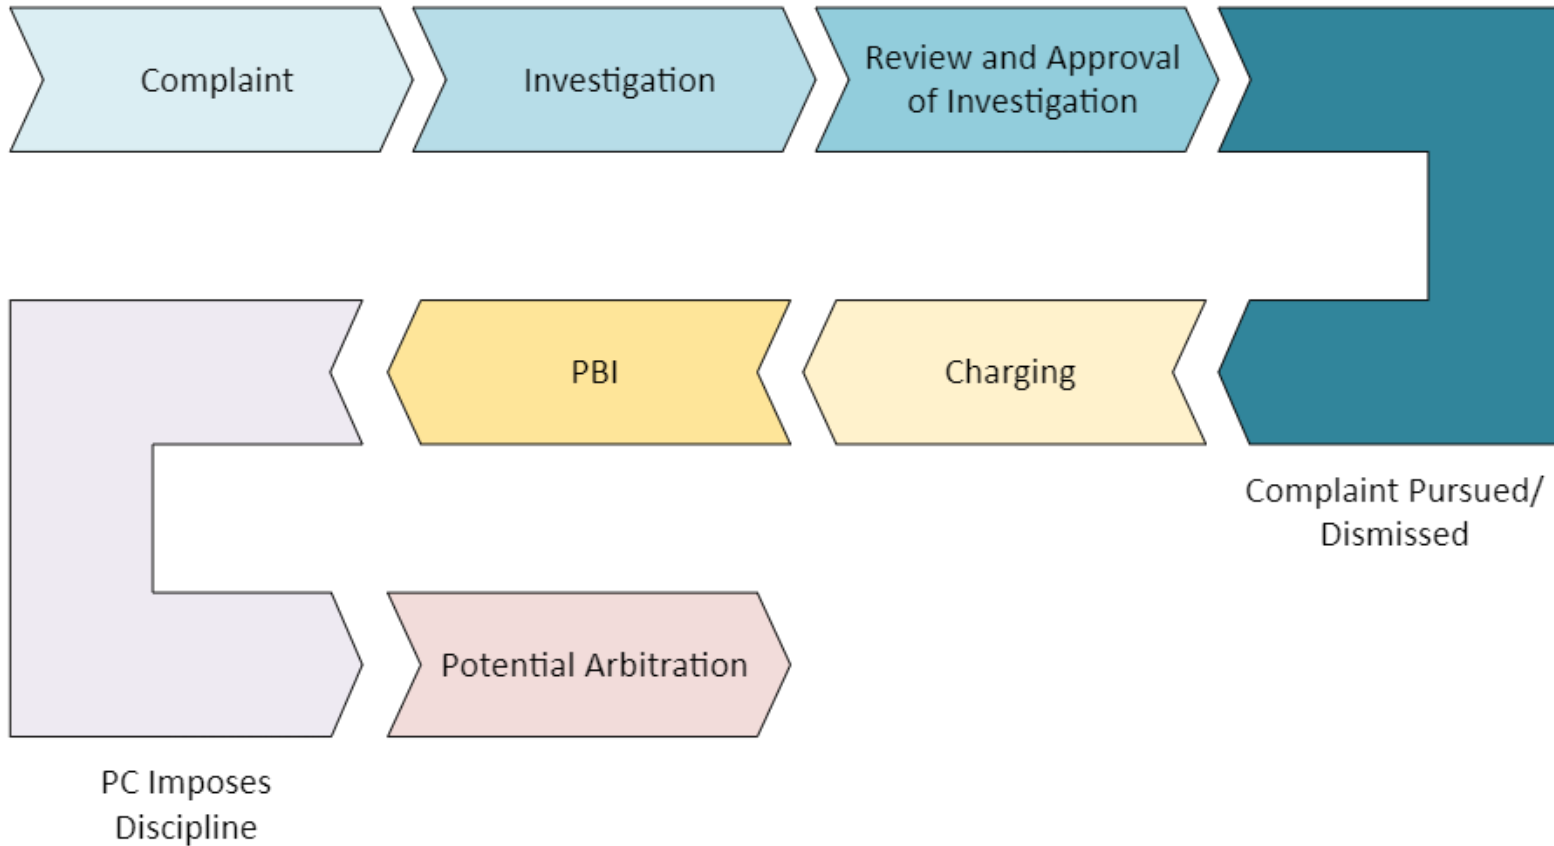 Complaint
Investigation
Review and Approval
of Investigation
Complaint Pursued/
Dismissed
Charging
PBI
PC Imposes
Discipline
Potential Arbitration